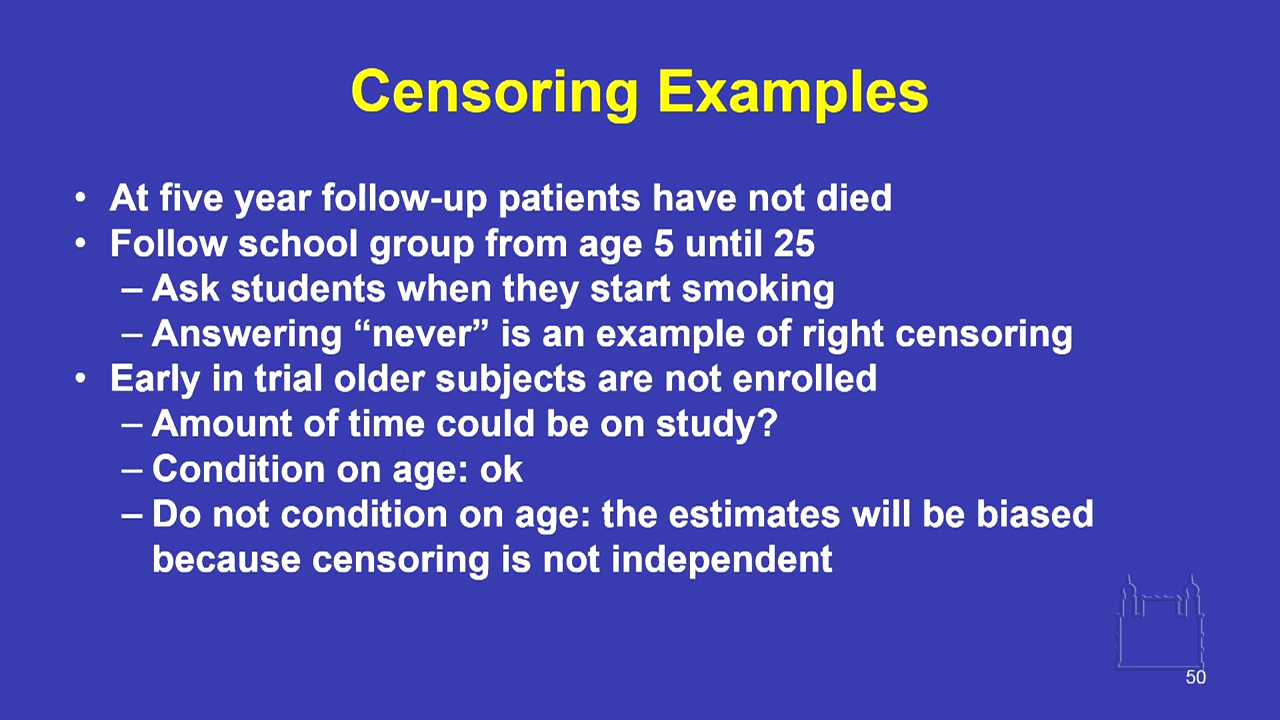 Censoring Examples
• At five year follow-up patients have not died
• Follow school group from age 5 until 25
– Ask students when they start smoking
– Answering “never” is an example of right censoring
• Early in trial older subjects are not enrolled
– Amount of time could be on study?
– Condition on age: ok
– Do not condition on age: the estimates will be biased
because censoring is not independent
50